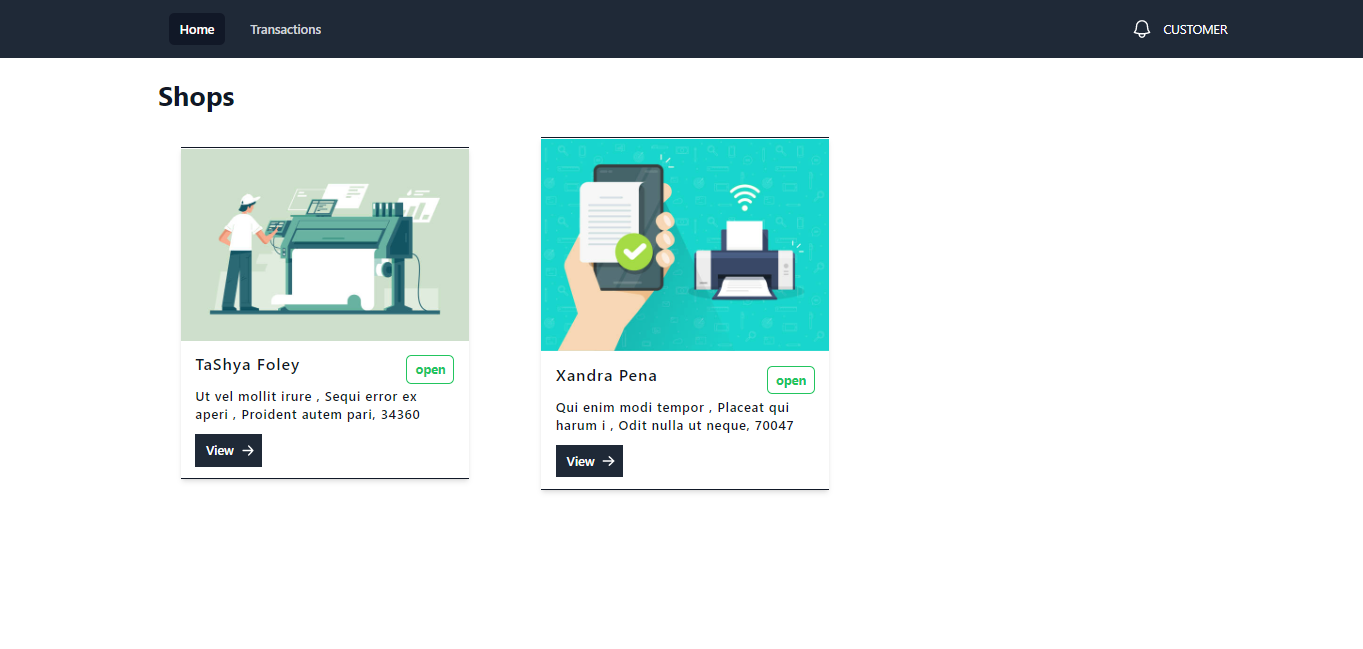 Home Transactions CUSTOMER
Shops
TaShya Foley open
Ut vel mollit irure , Sequi error ex
aperi , Proident autem pari, 34360
View
Xandra Pena open
Qui enim modi tempor , Placeat qui
harum i , Odit nulla ut neque, 70047
View